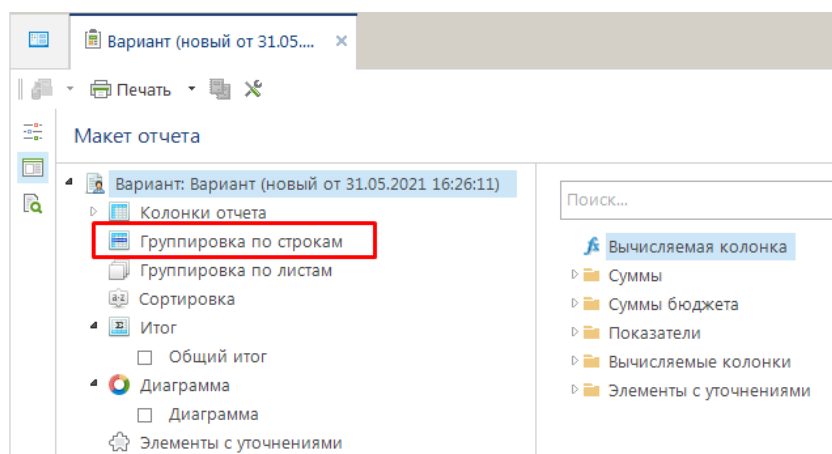 Вариант (новый от 31.05....
Печать
Макет отчета
Вариант: Вариант (новый от 31.05.2021 16:26:11)
Колонки отчета
Группировка по строкам
Группировка по листам
Сортировка
Итог
Общий итог
Диаграмма
Диаграмма
Элементы с уточнениями
Поиск...
Вычисляемая колонка
Суммы
Суммы бюджета
Показатели
Вычисляемые колонки
Элементы с уточнениями